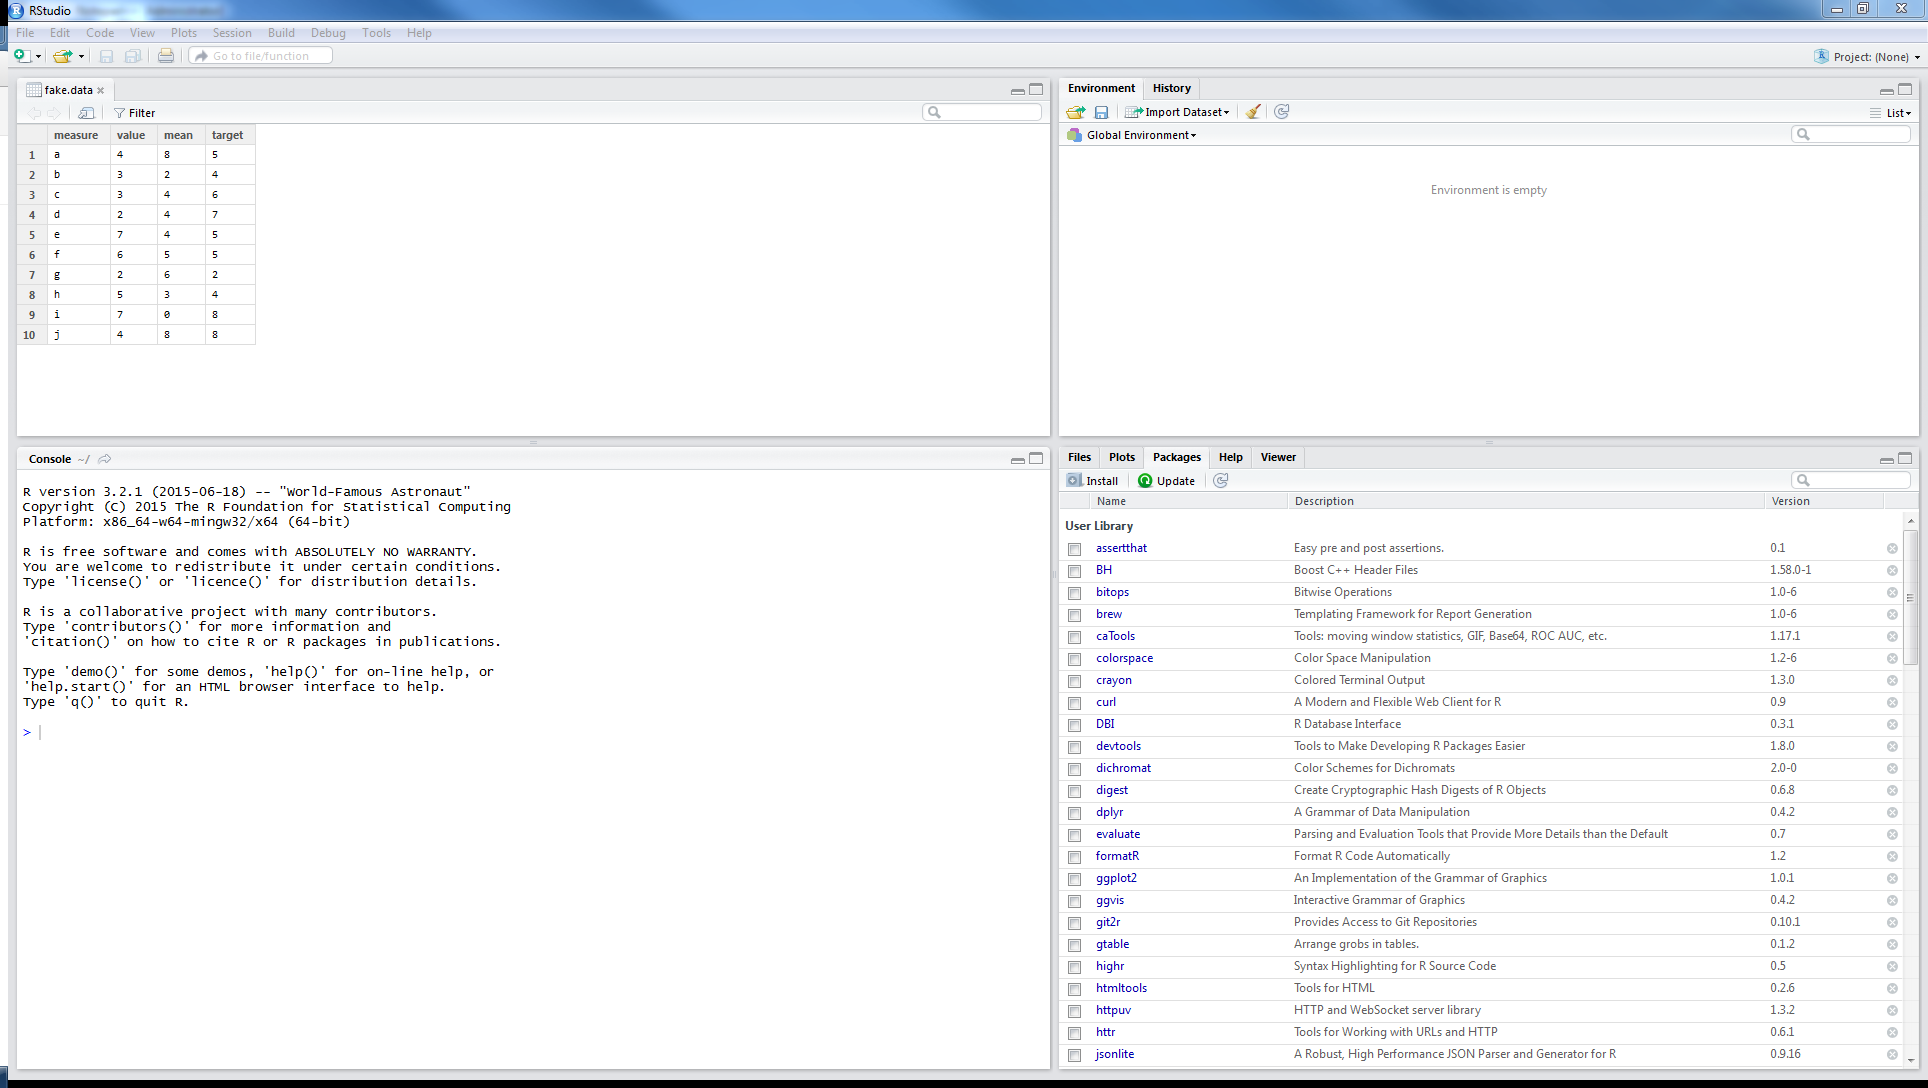 RStudio
File Edit Code View Plots Session Build Debug Tools Help
Go to file/function
Project: (None)
fake.data
Filter
measure value mean target
1 a 4 8 5
2 b 3 2 4
3 c 3 4 6
4 d 2 4 7
5 e 7 4 5
6 f 6 5 5
7 g 2 6 2
8 h 5 3 4
9 i 7 0 8
10 j 4 8 8
Console ~/
R version 3.2.1 (2015-06-18) -- "World-Famous Astronaut"
Copyright (C) 2015 The R Foundation for Statistical Computing
Platform: x86_64-w64-mingw32/x64 (64-bit)
R is free software and comes with ABSOLUTELY NO WARRANTY.
You are welcome to redistribute it under certain conditions.
Type 'license()' or 'licence()' for distribution details.
R is a collaborative project with many contributors.
Type 'contributors()' for more information and
'citation()' on how to cite R or R packages in publications.
Type 'demo()' for some demos, 'help()' for on-line help, or
'help.start()' for an HTML browser interface to help.
Type 'q()' to quit R.
>
Environment History
Import Dataset
List
Global Environment
Environment is empty
Files Plots Packages Help Viewer
Install Update
Name Description Version
User Library
assertthat Easy pre and post assertions. 0.1
BH Boost C++ Header Files 1.58.0-1
bitops Bitwise Operations 1.0-6
brew Templating Framework for Report Generation 1.0-6
caTools Tools: moving window statistics, GIF, Base64, ROC AUC, etc. 1.17.1
colorspace Color Space Manipulation 1.2-6
crayon Colored Terminal Output 1.3.0
curl A Modern and Flexible Web Client for R 0.9
DBI R Database Interface 0.3.1
devtools Tools to Make Developing R Packages Easier 1.8.0
dichromat Color Schemes for Dichromats 2.0-0
digest Create Cryptographic Hash Digests of R Objects 0.6.8
dplyr A Grammar of Data Manipulation 0.4.2
evaluate Parsing and Evaluation Tools that Provide More Details than the Default 0.7
formatR Format R Code Automatically 1.2
ggplot2 An Implementation of the Grammar of Graphics 1.0.1
ggvis Interactive Grammar of Graphics 0.4.2
git2r Provides Access to Git Repositories 0.10.1
gtable Arrange grobs in tables. 0.1.2
highr Syntax Highlighting for R Source Code 0.5
htmltools Tools for HTML 0.2.6
httpuv HTTP and WebSocket server library 1.3.2
httr Tools for Working with URLs and HTTP 0.6.1
jsonlite A Robust, High Performance JSON Parser and Generator for R 0.9.16